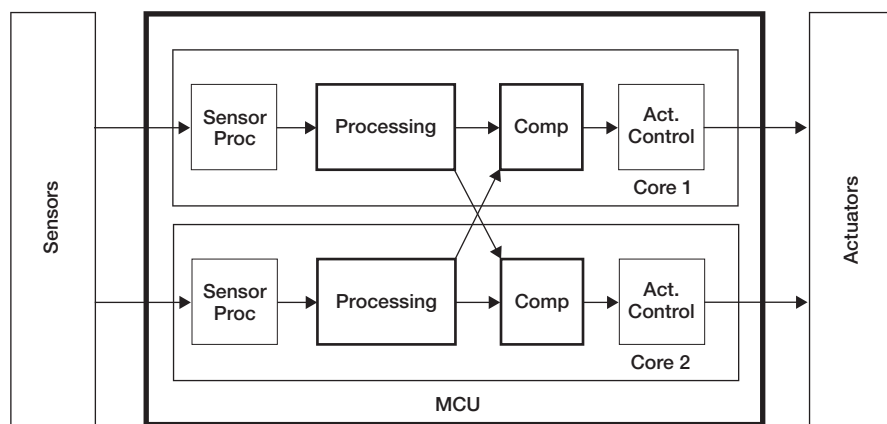 Sensors
Sensor
Proc
Processing
Comp
Act.
Control
Core 1
Sensor
Proc
Processing
Comp
Act.
Control
Core 2
MCU
Actuators